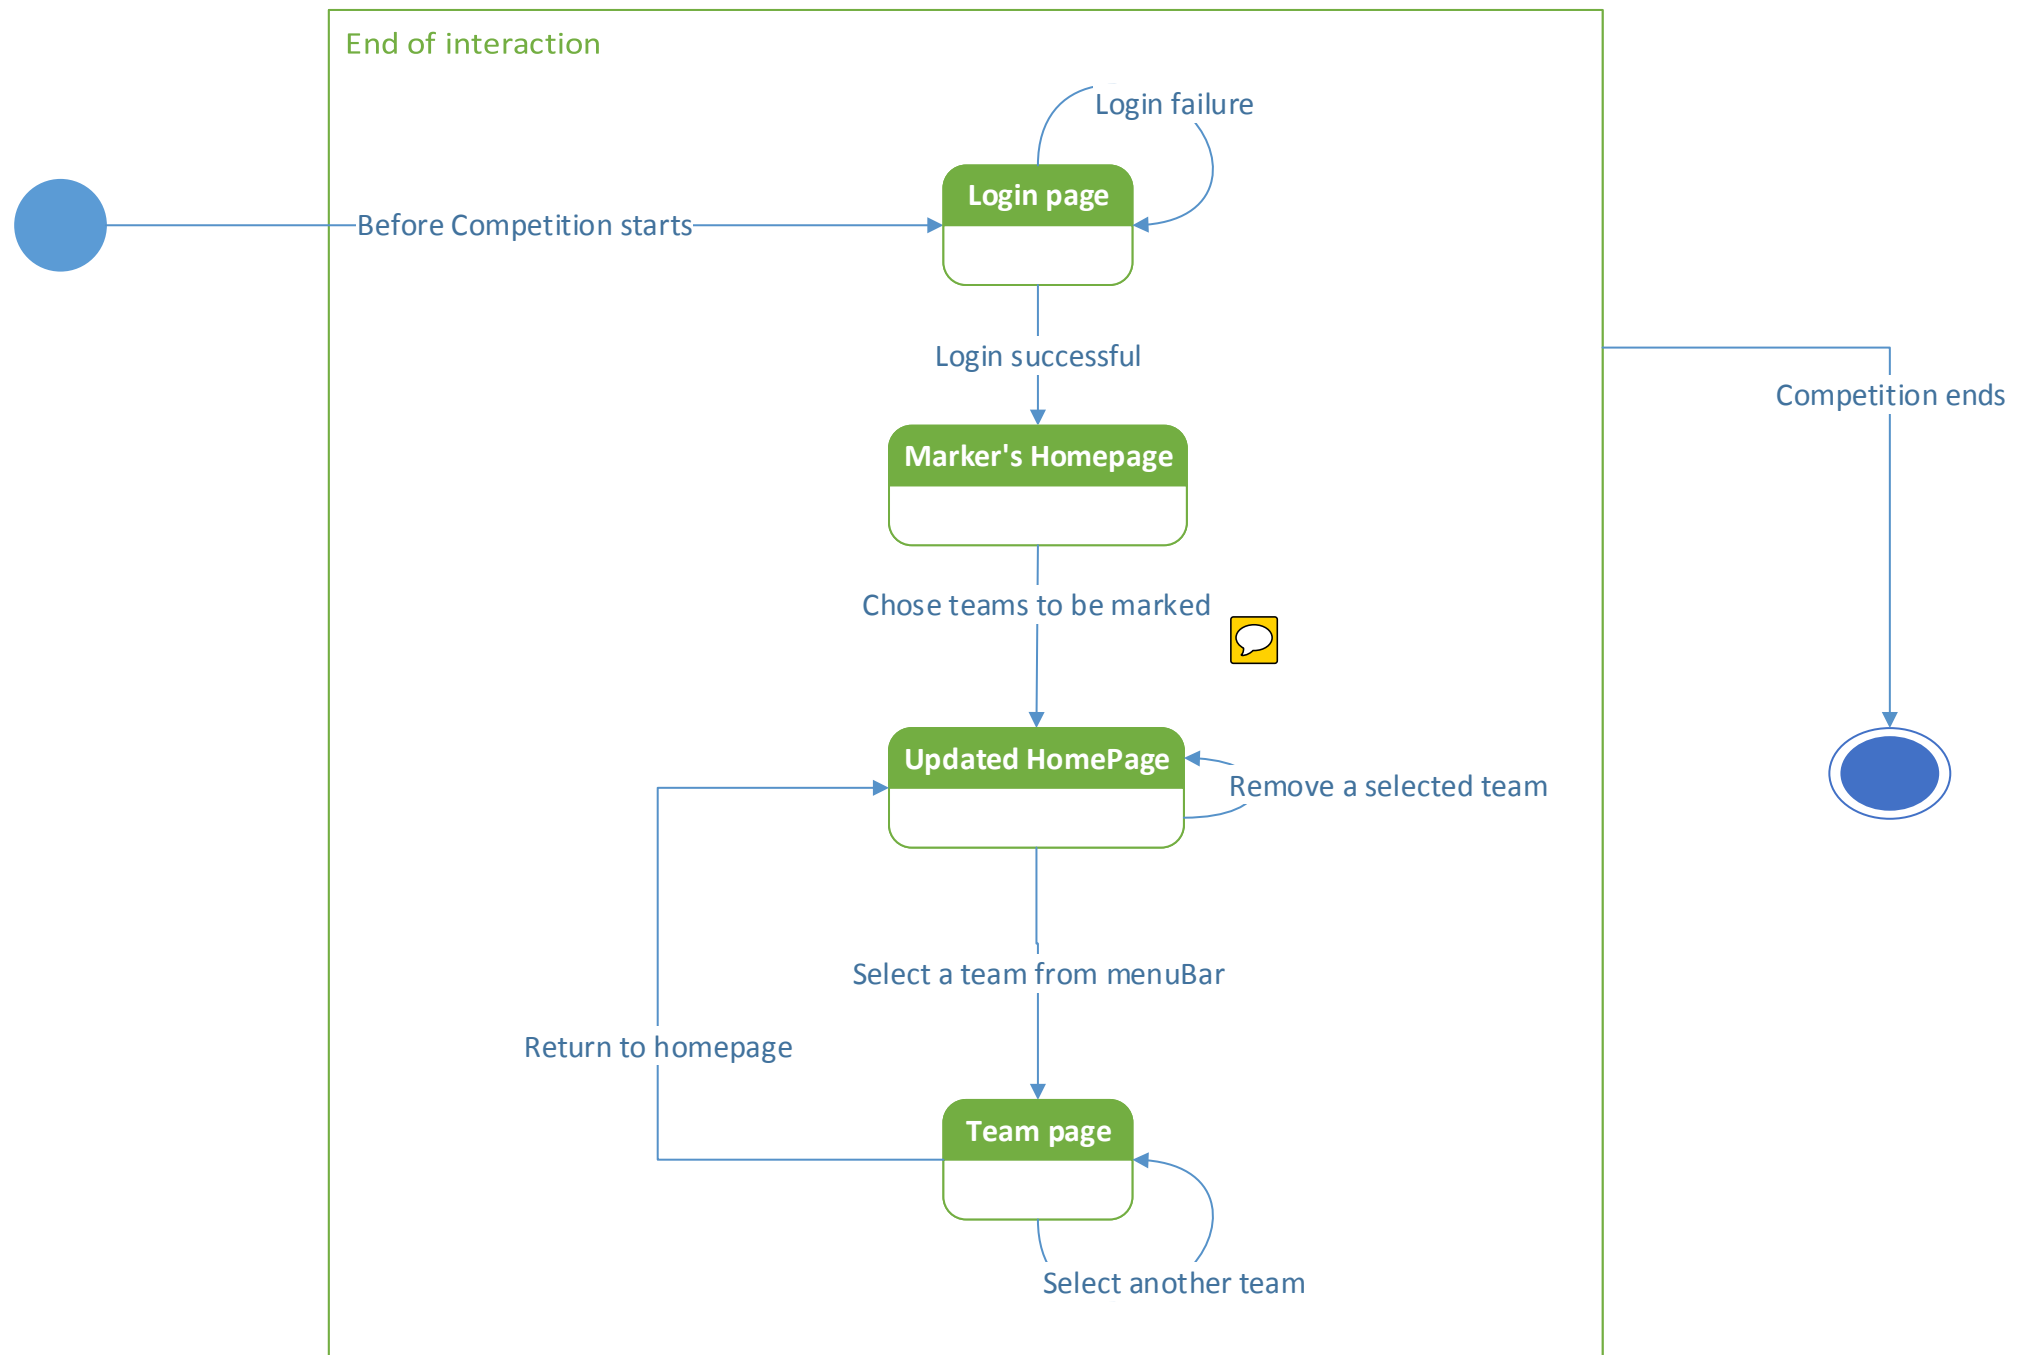 End of interaction
Login failure
Login page
Before Competition starts
Login successful
Competition ends
Marker's Homepage
Chose teams to be marked
Updated HomePage
Remove a selected team
Select a team from menuBar
Return to homepage
Team page
Select another team